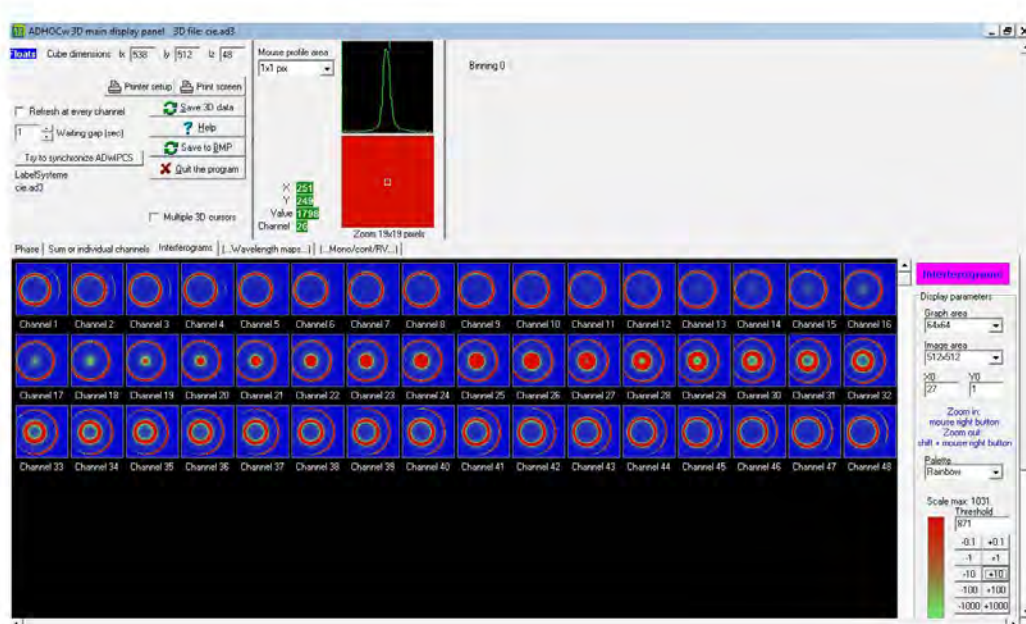 ADHOCw 3D main display panel 3D file: cie.ad3
Floats Cube dimensions lx 538 ly 512 lz 48
Mouse profile area
1x1 pix
Binning 0
Printer setup Print screen
Refresh at every channel
Save 3D data
1 Waiting gap (sec)
Help
Save to BMP
Try to synchronize ADwIPCS
Quit the program
LabelSysteme
cie.ad3
X 251
Y 249
Value 1798
Channel 26
Multiple 3D cursors
Zoom 19x19 pixels
Phase Sum or individual channels Interferograms (...Wavelength maps...) (...Mono/cont/RV...)
Channel 1 Channel 2 Channel 3 Channel 4 Channel 5 Channel 6 Channel 7 Channel 8 Channel 9 Channel 10 Channel 11 Channel 12 Channel 13 Channel 14 Channel 15 Channel 16
Channel 17 Channel 18 Channel 19 Channel 20 Channel 21 Channel 22 Channel 23 Channel 24 Channel 25 Channel 26 Channel 27 Channel 28 Channel 29 Channel 30 Channel 31 Channel 32
Channel 33 Channel 34 Channel 35 Channel 36 Channel 37 Channel 38 Channel 39 Channel 40 Channel 41 Channel 42 Channel 43 Channel 44 Channel 45 Channel 46 Channel 47 Channel 48
Interferograms
Display parameters
Graph area
64x64
Image area
512x512
X0 Y0
27 1
Zoom in:
mouse right button
Zoom out:
shift + mouse right button
Palette
Rainbow
Scale max: 1031
Threshold
871
-0.1 +0.1
-1 +1
-10 +10
-100 +100
-1000 +1000